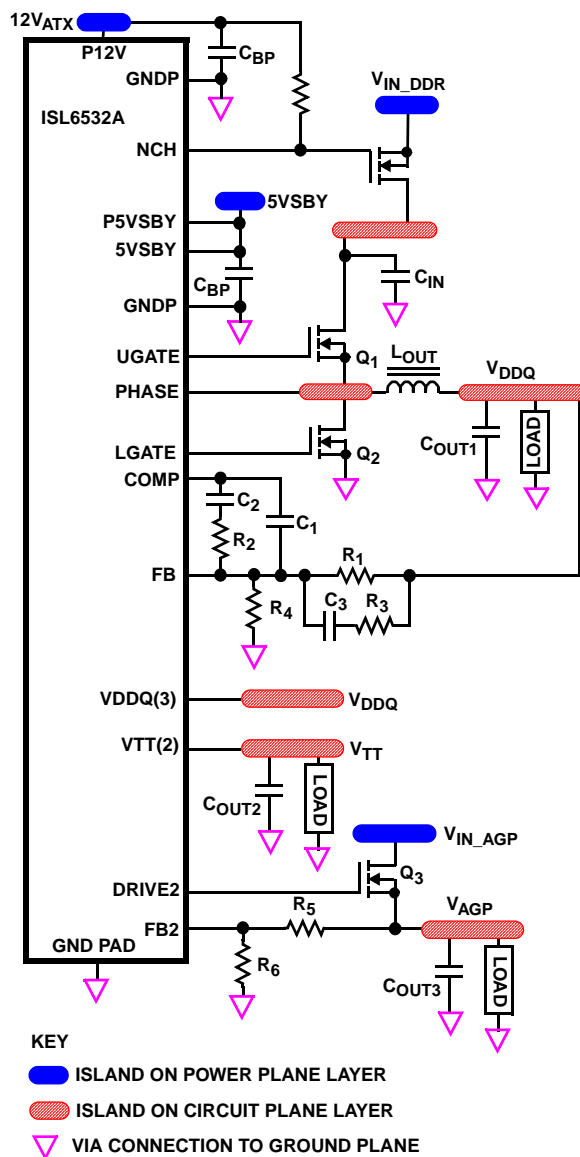 12VATX
P12V
CBP
GNDP
VIN_DDR
ISL6532A
NCH
5VSBY
P5VSBY
5VSBY
CBP
CIN
GNDP
UGATE
Q1
LOUT
VDDQ
PHASE
COUT1
LOAD
LGATE
Q2
COMP
C2
C1
R2
R1
FB
C3
R3
R4
VDDQ(3)
VDDQ
VTT(2)
VTT
COUT2
LOAD
VIN_AGP
Q3
DRIVE2
R5
VAGP
FB2
GND PAD
R6
COUT3
LOAD
KEY
ISLAND ON POWER PLANE LAYER
ISLAND ON CIRCUIT PLANE LAYER
VIA CONNECTION TO GROUND PLANE